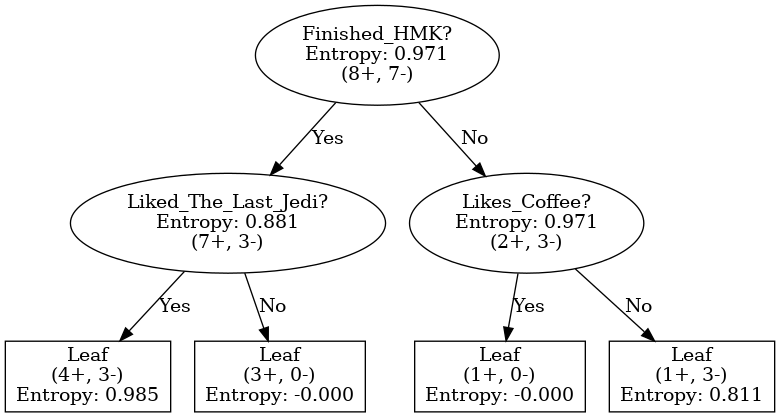 Finished_HMK?
Entropy: 0.971
(8+, 7-)
Yes
No
Liked_The_Last_Jedi?
Entropy: 0.881
(7+, 3-)
Likes_Coffee?
Entropy: 0.971
(2+, 3-)
Yes
No
Yes
No
Leaf
(4+, 3-)
Entropy: 0.985
Leaf
(3+, 0-)
Entropy: -0.000
Leaf
(1+, 0-)
Entropy: -0.000
Leaf
(1+, 3-)
Entropy: 0.811